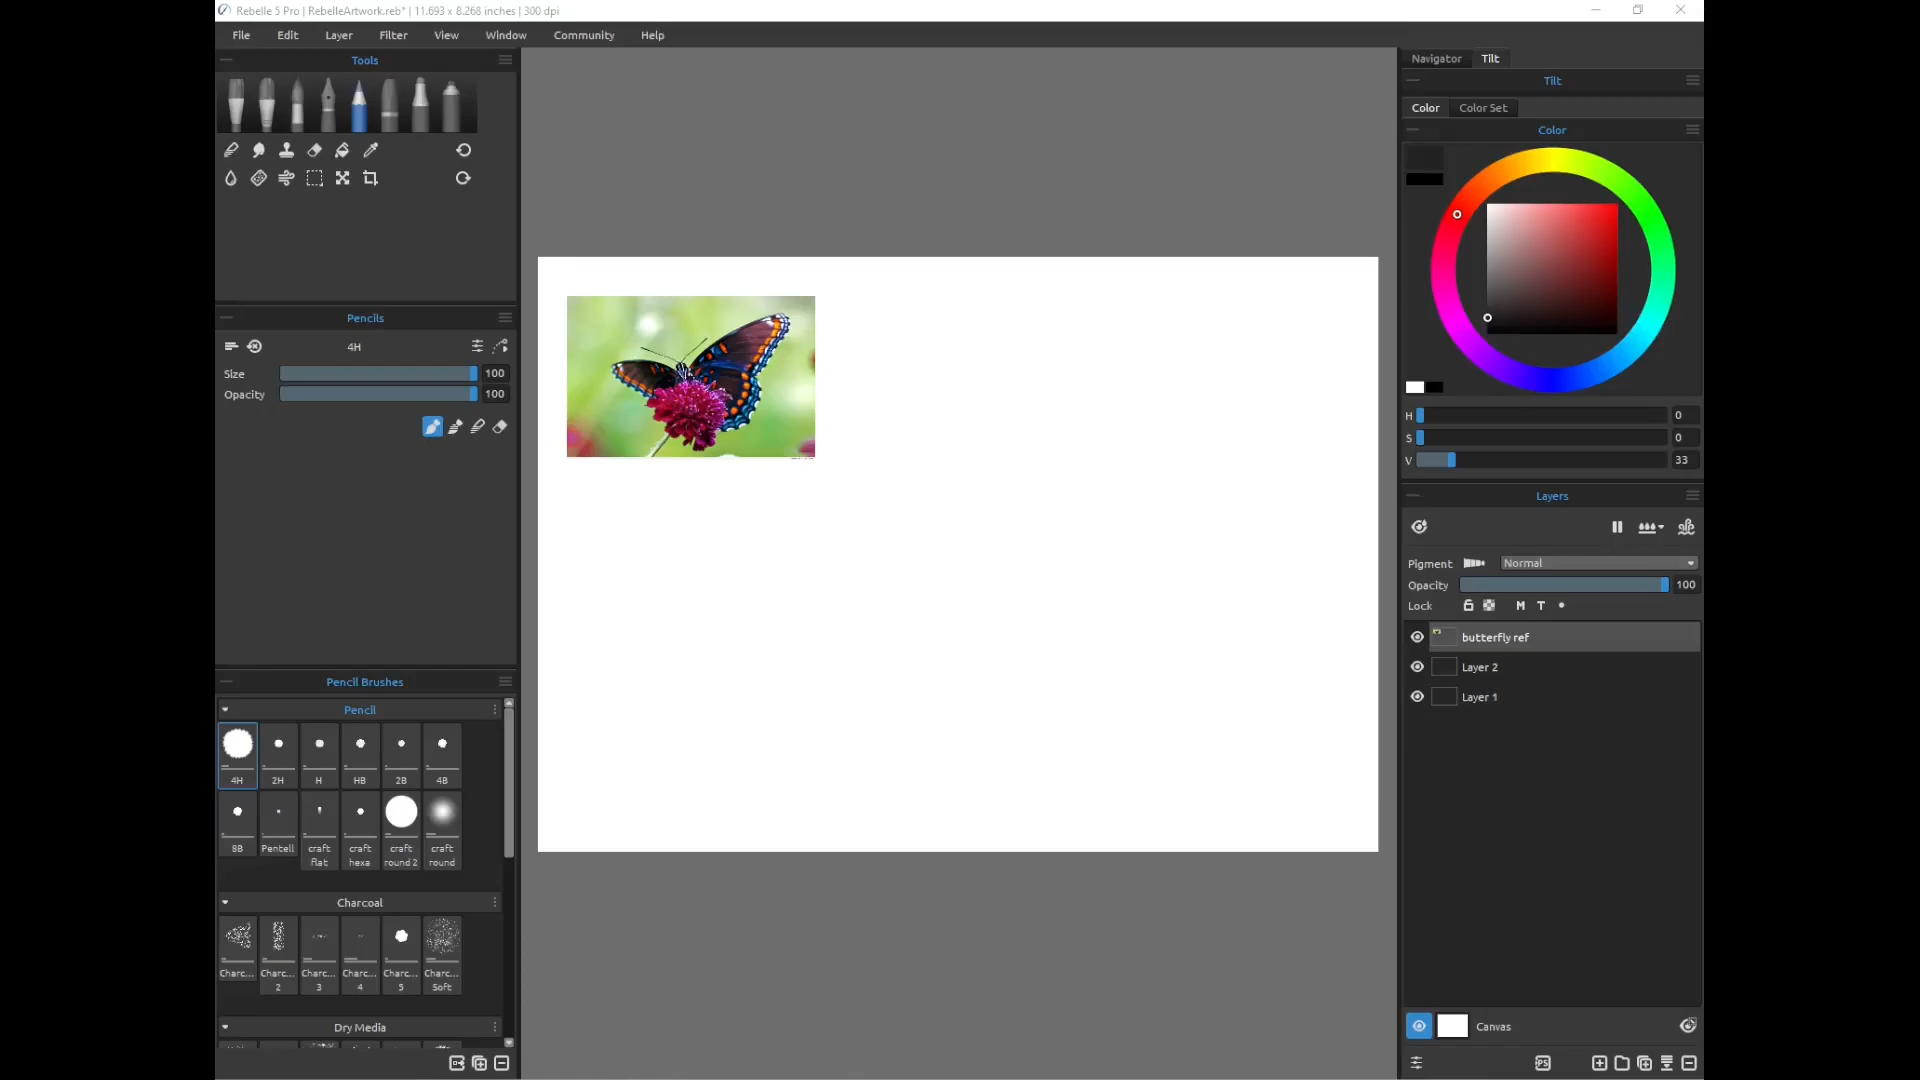 Rebelle 5 Pro | RebelleArtwork.reb* | 11.693 x 8.268 inches | 300 dpi
File Edit Layer Filter View Window Community Help
Tools
Pencils
4H
Size 100
Opacity 100
Pencil Brushes
Pencil
4H 2H H HB 2B 4B
8B Pentell craft flat craft hexa craft round 2 craft round
Charcoal
Charc... Charc... 2 Charc... 3 Charc... 4 Charc... 5 Charc... Soft
Dry Media
Navigator Tilt
Tilt
Color Color Set
Color
H 0
S 0
V 33
Layers
Pigment Normal
Opacity 100
Lock M T
butterfly ref
Layer 2
Layer 1
Canvas
PS